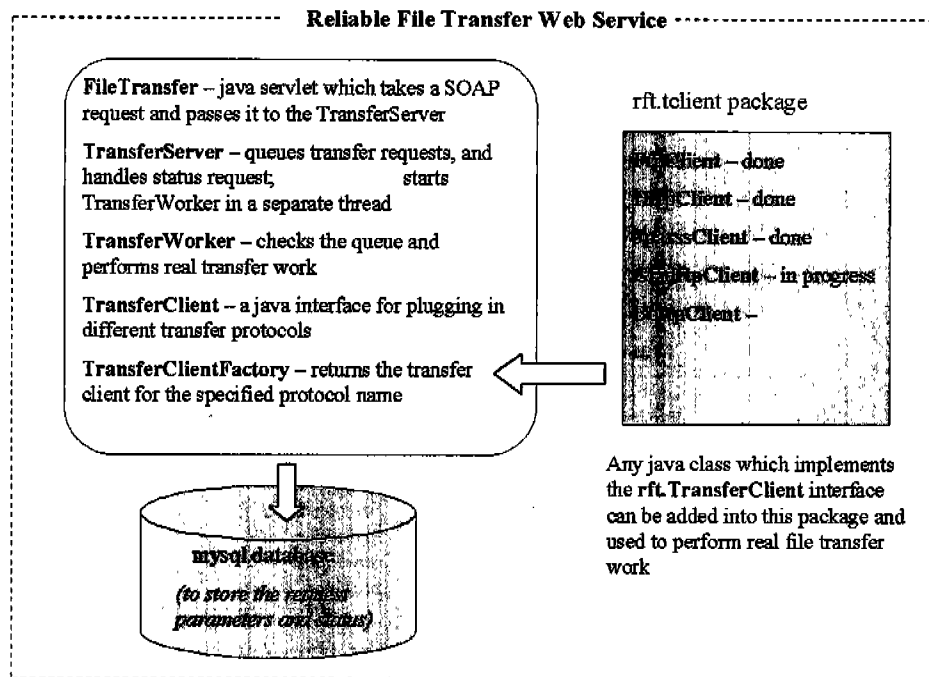 Reliable File Transfer Web Service
FileTransfer – java servlet which takes a SOAP
request and passes it to the TransferServer
TransferServer – queues transfer requests, and
handles status request; starts
TransferWorker in a separate thread
TransferWorker – checks the queue and
performs real transfer work
TransferClient – a java interface for plugging in
different transfer protocols
TransferClientFactory – returns the transfer
client for the specified protocol name
rft.tclient package
– done
– done
– done
– in progress
–
Any java class which implements
the rft.TransferClient interface
can be added into this package and
used to perform real file transfer
work
mysql database
(to store the request
parameters and status)